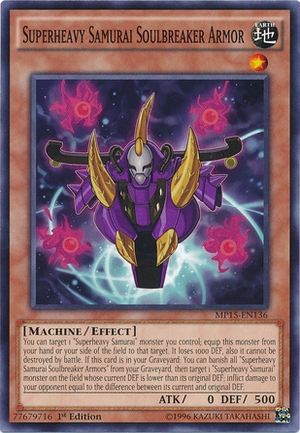 Superheavy Samurai Soulbreaker Armor
EARTH
地
MP15-EN136
[Machine / Effect]
You can target 1 "Superheavy Samurai" monster you control; equip this monster from
your hand or your side of the field to that target. It loses 1000 DEF, also it cannot be
destroyed by battle. If this card is in your Graveyard: You can banish all "Superheavy
Samurai Soulbreaker Armors" from your Graveyard, then target 1 "Superheavy Samurai"
monster on the field whose current DEF is lower than its original DEF; inflict damage to
your opponent equal to the difference between its current and original DEF.
ATK/ 0 DEF/ 500
77679716 1st Edition ©1996 KAZUKI TAKAHASHI